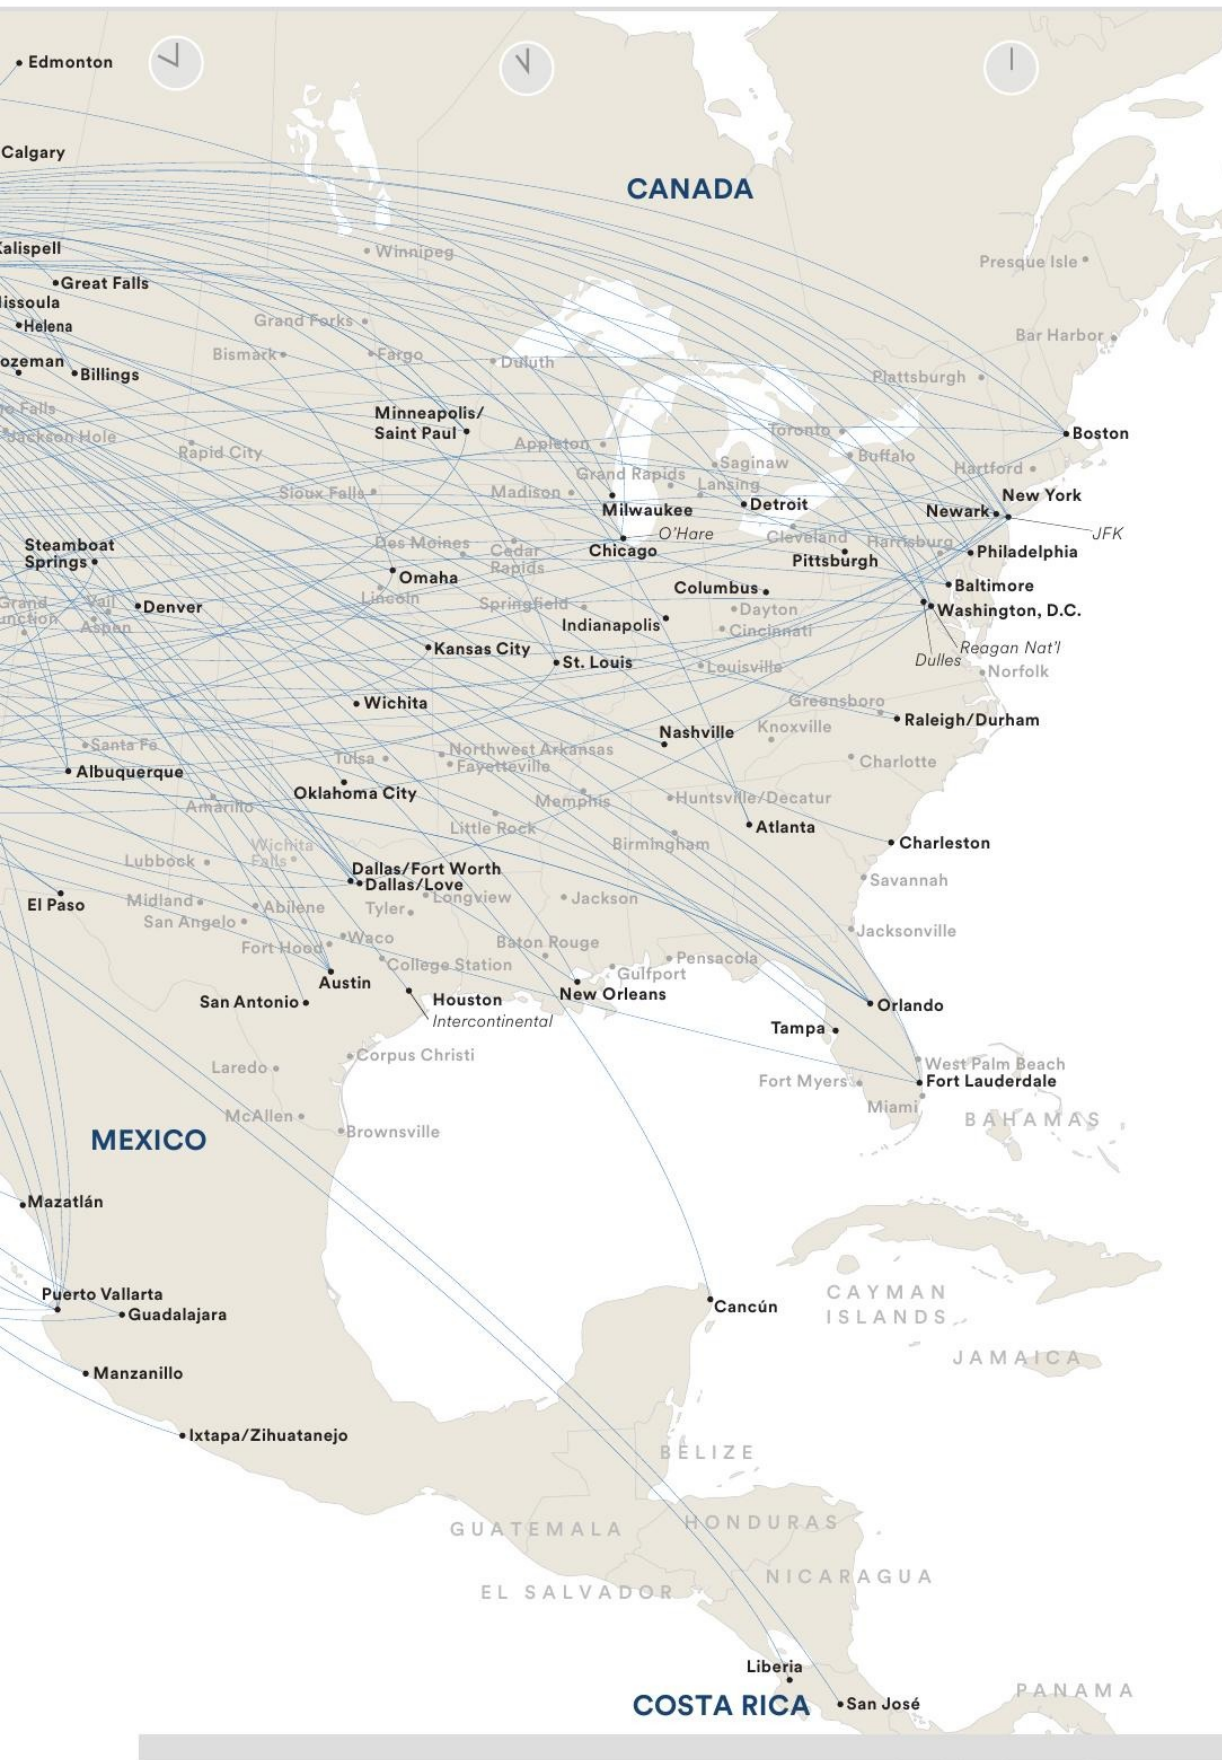 Edmonton
Calgary
CANADA
Winnipeg
Kalispell
Presque Isle
Great Falls
Missoula
Helena
Grand Forks
Bar Harbor
Bismarck
Fargo
Duluth
Bozeman
Billings
Plattsburgh
Falls
Minneapolis/
Saint Paul
Jackson Hole
Rapid City
Appleton
Toronto
Boston
Buffalo
Saginaw
Hartford
Grand Rapids
Lansing
Sioux Falls
Madison
Milwaukee
Detroit
New York
Newark
JFK
O'Hare
Cleveland
Harrisburg
Des Moines
Cedar
Rapids
Chicago
Pittsburgh
Philadelphia
Steamboat
Springs
Omaha
Lincoln
Columbus
Baltimore
Grand
Junction
Vail
Aspen
Denver
Springfield
Dayton
Washington, D.C.
Indianapolis
Cincinnati
Kansas City
St. Louis
Louisville
Reagan Nat'l
Dulles
Norfolk
Wichita
Greensboro
Raleigh/Durham
Nashville
Knoxville
Santa Fe
Albuquerque
Tulsa
Northwest Arkansas
Fayetteville
Charlotte
Oklahoma City
Amarillo
Memphis
Huntsville/Decatur
Little Rock
Atlanta
Birmingham
Charleston
Wichita
Falls
Lubbock
Dallas/Fort Worth
Dallas/Love
Savannah
El Paso
Midland
Abilene
Longview
Jackson
Tyler
San Angelo
Waco
Fort Hood
Baton Rouge
Jacksonville
College Station
Pensacola
Gulfport
Austin
San Antonio
Houston
Intercontinental
New Orleans
Orlando
Tampa
Corpus Christi
Laredo
West Palm Beach
Fort Myers
Fort Lauderdale
Miami
McAllen
Brownsville
BAHAMAS
MEXICO
Mazatlán
Puerto Vallarta
Guadalajara
Cancún
CAYMAN
ISLANDS
JAMAICA
Manzanillo
Ixtapa/Zihuatanejo
BELIZE
GUATEMALA
HONDURAS
NICARAGUA
EL SALVADOR
Liberia
COSTA RICA
San José
PANAMA